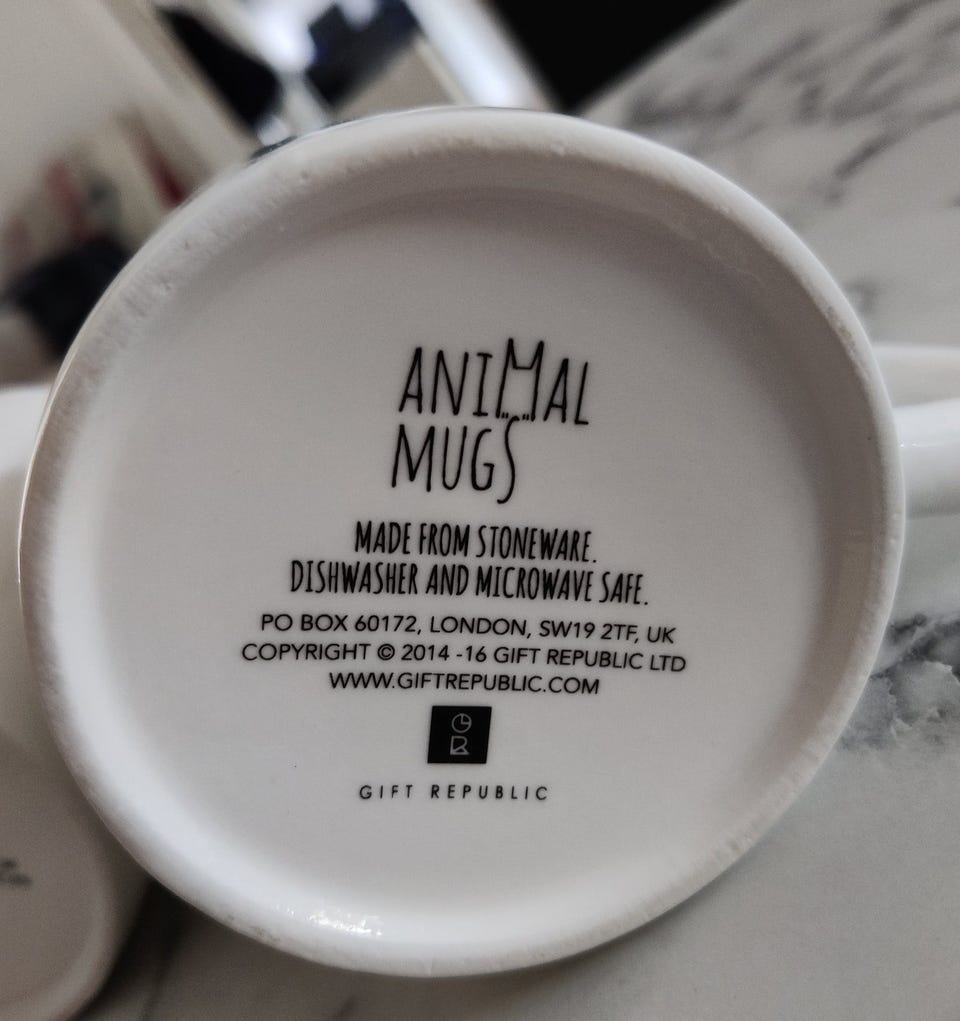 ANIMAL
MUGS
MADE FROM STONEWARE.
DISHWASHER AND MICROWAVE SAFE.
PO BOX 60172, LONDON, SW19 2TF, UK
COPYRIGHT © 2014 -16 GIFT REPUBLIC LTD
WWW.GIFTREPUBLIC.COM
GR
GIFT REPUBLIC